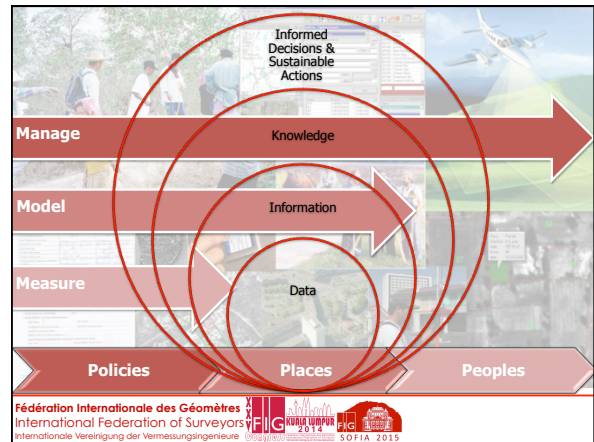 Informed
Decisions &
Sustainable
Actions
Manage
Knowledge
Model
Information
Measure
Data
Policies
Places
Peoples
Fédération Internationale des Géomètres
International Federation of Surveyors
Internationale Vereinigung der Vermessungsingenieure
XXV
FIG
KUALA LUMPUR
2014
FIG
SOFIA 2015